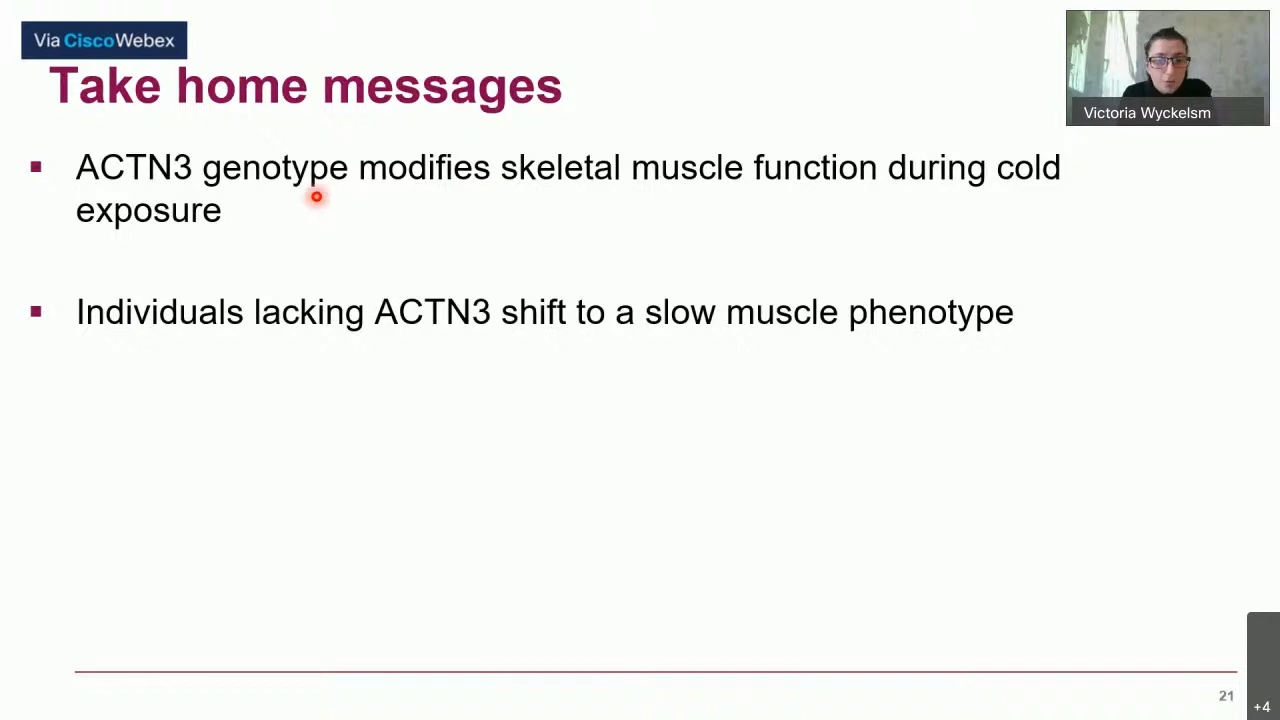 Via CiscoWebex
Take home messages
Victoria Wyckelsm
▪ ACTN3 genotype modifies skeletal muscle function during cold
exposure
▪ Individuals lacking ACTN3 shift to a slow muscle phenotype
21
+4